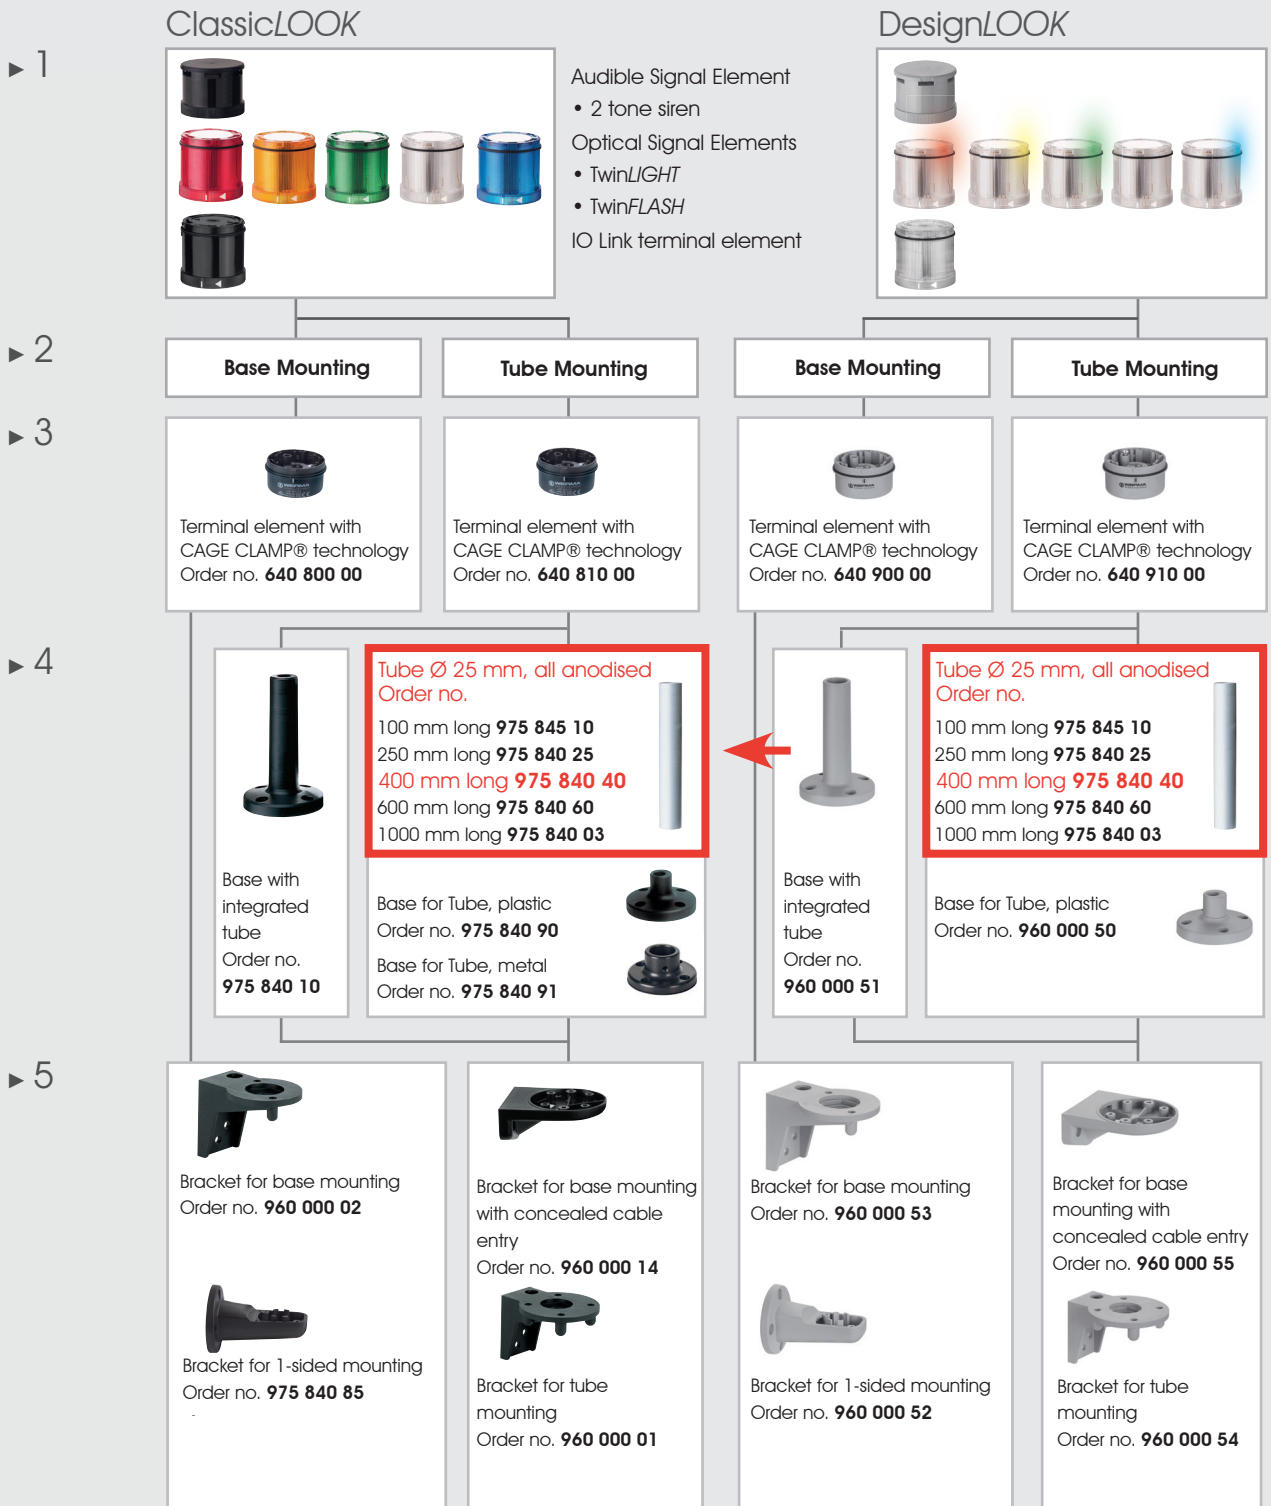 ClassicLOOK
DesignLOOK
► 1
Audible Signal Element
• 2 tone siren
Optical Signal Elements
• TwinLIGHT
• TwinFLASH
IO Link terminal element
► 2
Base Mounting
Tube Mounting
Base Mounting
Tube Mounting
► 3
WERMA
Terminal element with
CAGE CLAMP® technology
Order no. 640 800 00
WERMA
Terminal element with
CAGE CLAMP® technology
Order no. 640 810 00
WERMA
Terminal element with
CAGE CLAMP® technology
Order no. 640 900 00
WERMA
Terminal element with
CAGE CLAMP® technology
Order no. 640 910 00
► 4
Base with
integrated
tube
Order no.
975 840 10
Tube Ø 25 mm, all anodised
Order no.
100 mm long 975 845 10
250 mm long 975 840 25
400 mm long 975 840 40
600 mm long 975 840 60
1000 mm long 975 840 03
Base for Tube, plastic
Order no. 975 840 90
Base for Tube, metal
Order no. 975 840 91
Base with
integrated
tube
Order no.
960 000 51
Tube Ø 25 mm, all anodised
Order no.
100 mm long 975 845 10
250 mm long 975 840 25
400 mm long 975 840 40
600 mm long 975 840 60
1000 mm long 975 840 03
Base for Tube, plastic
Order no. 960 000 50
► 5
Bracket for base mounting
Order no. 960 000 02
Bracket for 1-sided mounting
Order no. 975 840 85
Bracket for base mounting
with concealed cable
entry
Order no. 960 000 14
Bracket for tube
mounting
Order no. 960 000 01
Bracket for base mounting
Order no. 960 000 53
Bracket for 1-sided mounting
Order no. 960 000 52
Bracket for base
mounting with
concealed cable entry
Order no. 960 000 55
Bracket for tube
mounting
Order no. 960 000 54